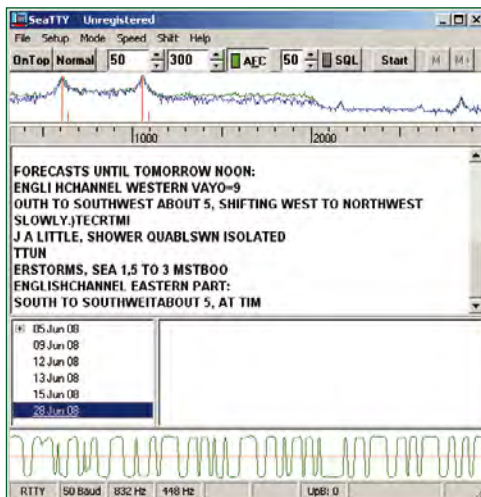 SeaTTY Unregistered
File Setup Mode Speed Shift Help
OnTop Normal 50 300 AFC 50 SQL Start M M+
1000 2000
FORECASTS UNTIL TOMORROW NOON:
ENGLI HCHANNEL WESTERN VAYO=9
OUTH TO SOUTHWEST ABOUT 5, SHIFTING WEST TO NORTHWEST
SLOWLY.)TECRTMI
J A LITTLE, SHOWER QUABLSWN ISOLATED
TTUN
ERSTORMS, SEA 1,5 TO 3 MSTBOO
ENGLISHCHANNEL EASTERN PART:
SOUTH TO SOUTHWEITABOUT 5, AT TIM
05 Jun 08
09 Jun 08
12 Jun 08
13 Jun 08
15 Jun 08
28 Jun 08
RTTY 50 Baud 832 Hz 448 Hz UpB: 0